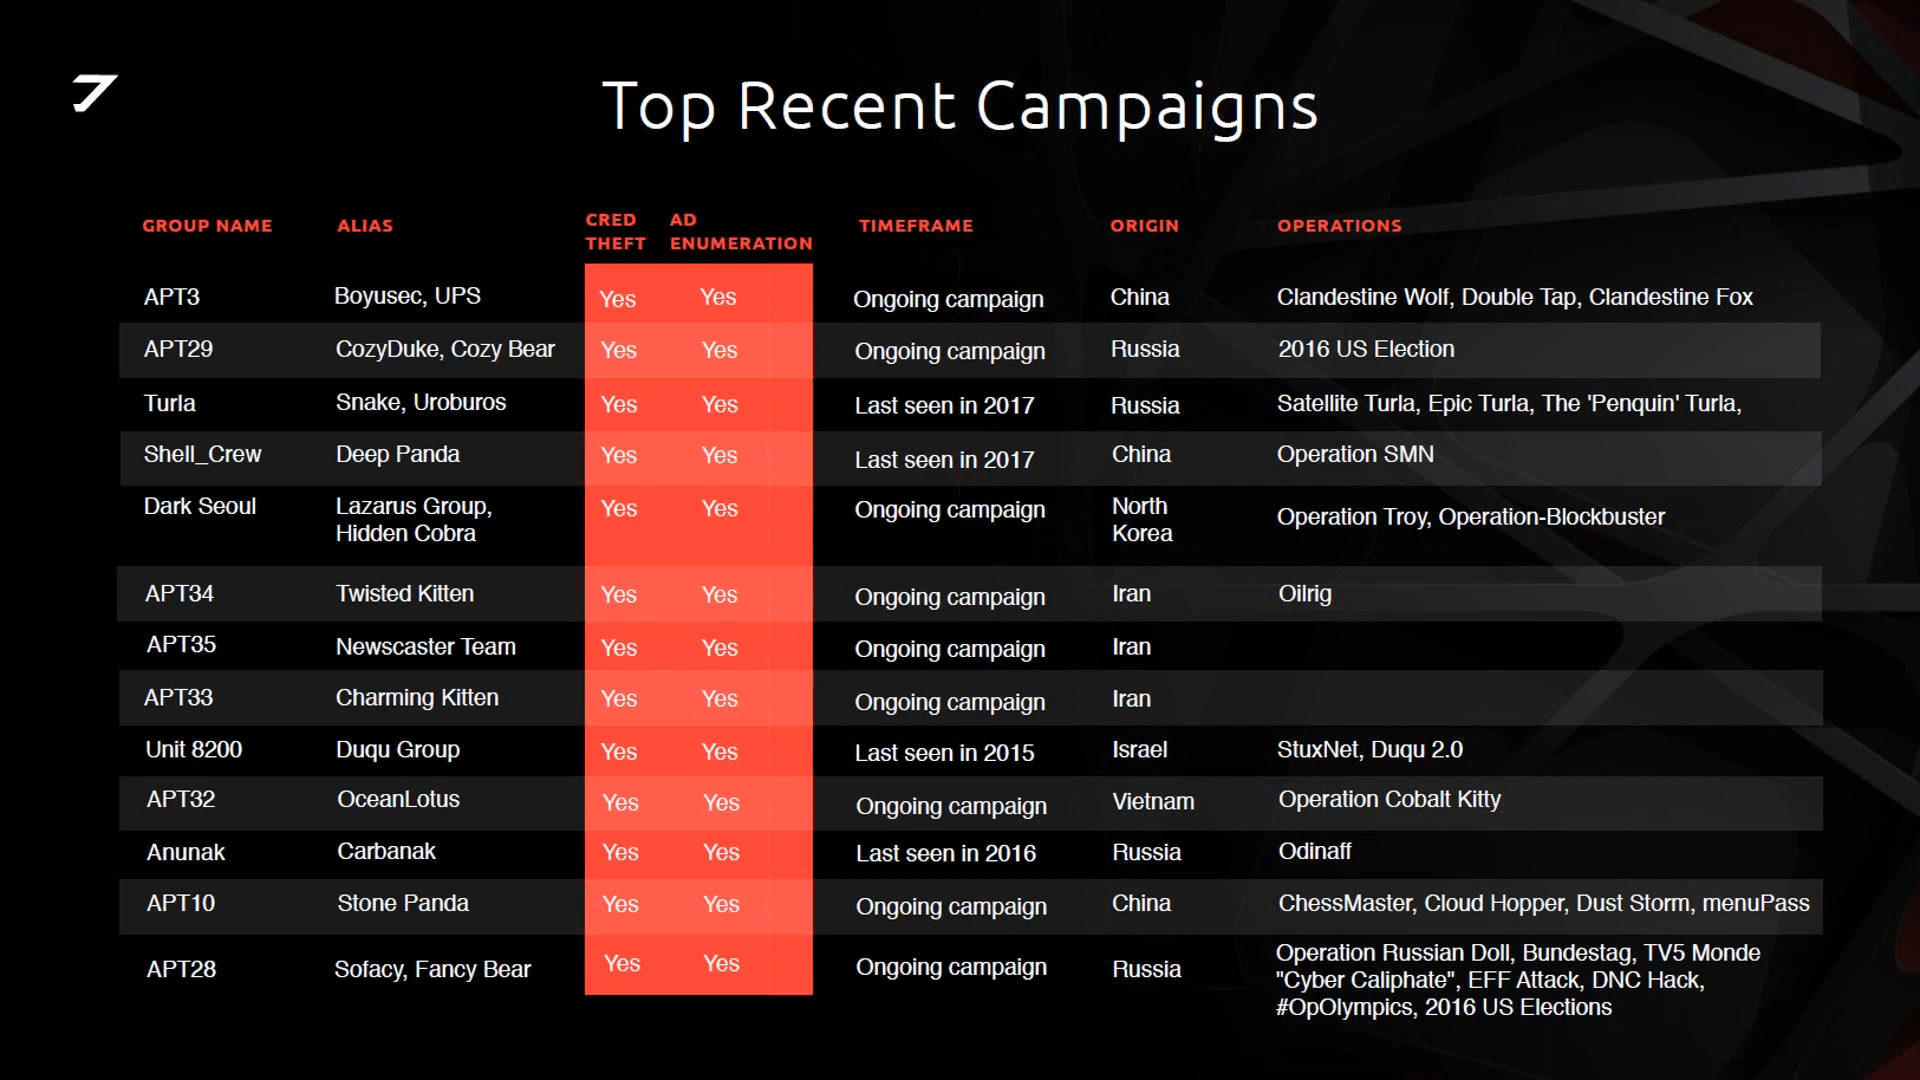 Top Recent Campaigns
GROUP NAME ALIAS CRED THEFT AD ENUMERATION TIMEFRAME ORIGIN OPERATIONS
APT3 Boyusec, UPS Yes Yes Ongoing campaign China Clandestine Wolf, Double Tap, Clandestine Fox
APT29 CozyDuke, Cozy Bear Yes Yes Ongoing campaign Russia 2016 US Election
Turla Snake, Uroburos Yes Yes Last seen in 2017 Russia Satellite Turla, Epic Turla, The 'Penquin' Turla,
Shell_Crew Deep Panda Yes Yes Last seen in 2017 China Operation SMN
Dark Seoul Lazarus Group, Yes Yes Ongoing campaign North Operation Troy, Operation-Blockbuster
Hidden Cobra Korea
APT34 Twisted Kitten Yes Yes Ongoing campaign Iran Oilrig
APT35 Newscaster Team Yes Yes Ongoing campaign Iran
APT33 Charming Kitten Yes Yes Ongoing campaign Iran
Unit 8200 Duqu Group Yes Yes Last seen in 2015 Israel StuxNet, Duqu 2.0
APT32 OceanLotus Yes Yes Ongoing campaign Vietnam Operation Cobalt Kitty
Anunak Carbanak Yes Yes Last seen in 2016 Russia Odinaff
APT10 Stone Panda Yes Yes Ongoing campaign China ChessMaster, Cloud Hopper, Dust Storm, menuPass
APT28 Sofacy, Fancy Bear Yes Yes Ongoing campaign Russia Operation Russian Doll, Bundestag, TV5 Monde
"Cyber Caliphate", EFF Attack, DNC Hack,
#OpOlympics, 2016 US Elections